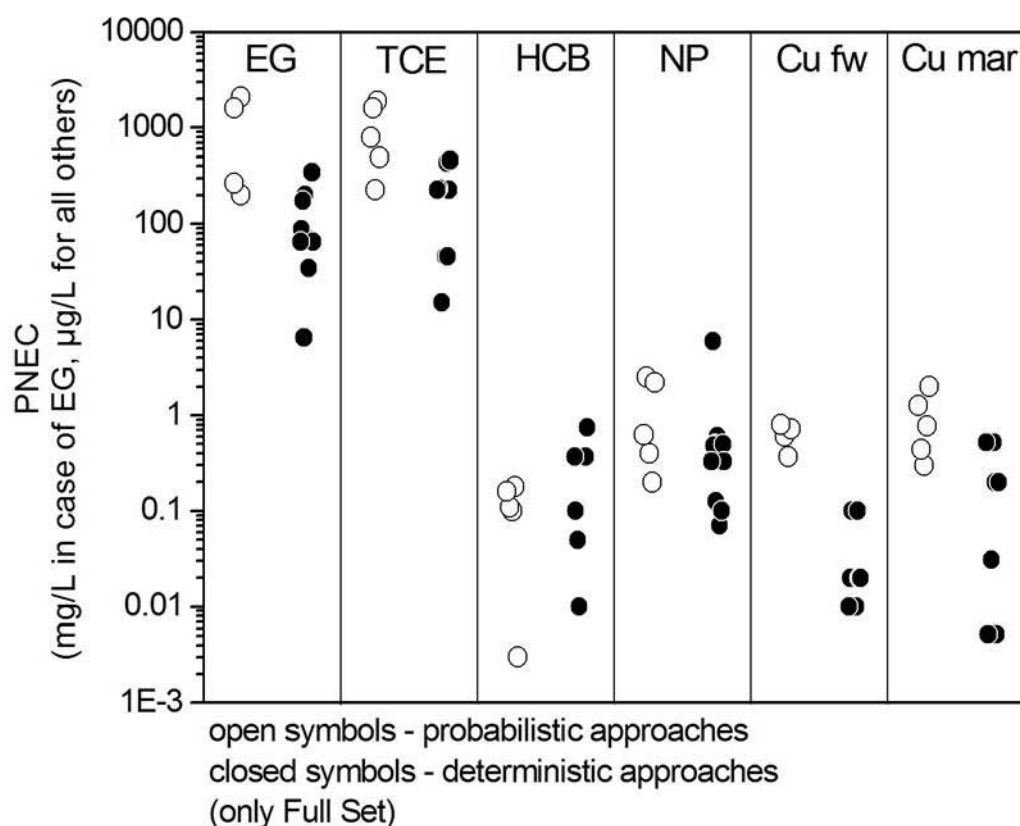 PNEC
(mg/L in case of EG, µg/L for all others)
10000
1000
100
10
1
0.1
0.01
1E-3
EG
TCE
HCB
NP
Cu fw
Cu mar
open symbols - probabilistic approaches
closed symbols - deterministic approaches
(only Full Set)